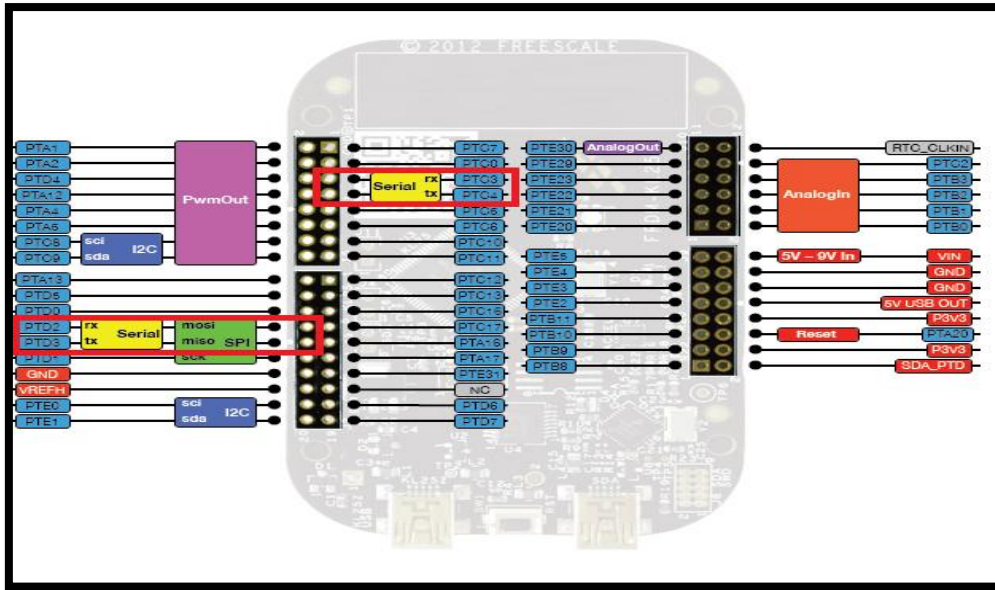 © 2012 FREESCALE
PTA1
PTA2
PTD4
PTA12
PTA4
PTA5
PTC8
PTC9
PwmOut
sci
sda
I2C
PTA13
PTD5
PTD0
PTD2
PTD3
PTD1
GND
VREFH
PTE0
PTE1
rx
tx
Serial
mosi
miso
sck
SPI
sci
sda
I2C
PTC7
PTC0
PTC3
PTC4
PTC5
PTC6
PTC10
PTC11
Serial
rx
tx
PTC12
PTC13
PTC16
PTC17
PTA16
PTA17
PTE31
NC
PTD6
PTD7
PTE30
PTE29
PTE23
PTE22
PTE21
PTE20
AnalogOut
PTE5
PTE4
PTE3
PTE2
PTB11
PTB10
PTB9
PTB8
RTC_CLKIN
PTC2
PTB3
PTB2
PTB1
PTB0
AnalogIn
5V – 9V In
VIN
GND
GND
5V USB OUT
P3V3
Reset
PTA20
P3V3
SDA_PTD